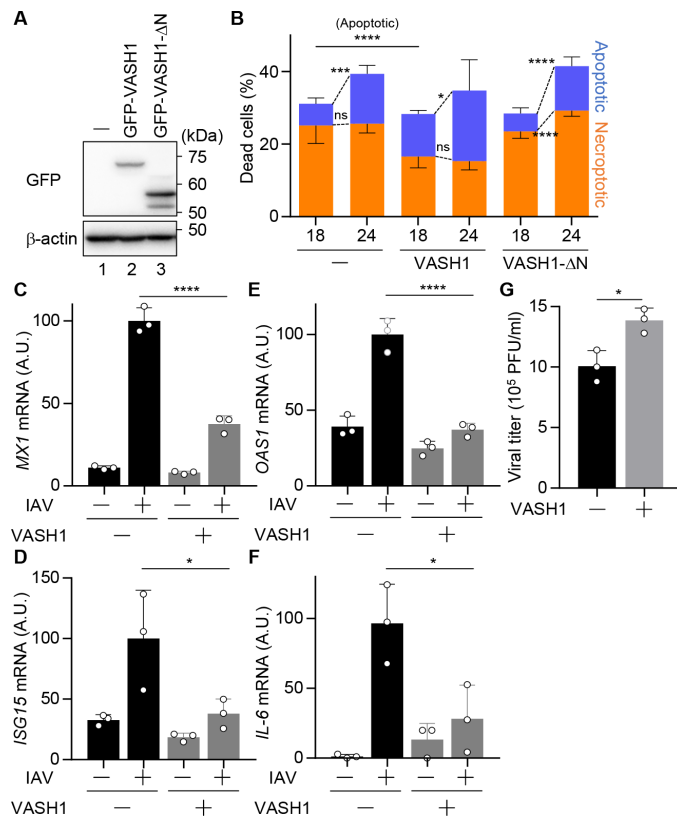 A
—
GFP-VASH1
GFP-VASH1-ΔN
(kDa)
GFP
75
60
50
β-actin
50
1 2 3
B
(Apoptotic)
****
Dead cells (%)
40
20
0
***
ns
*
ns
****
****
Apoptotic
Necroptotic
18 24 18 24 18 24
— VASH1 VASH1-ΔN
C
****
MX1 mRNA (A.U.)
100
50
0
IAV — + — +
VASH1 — +
E
****
OAS1 mRNA (A.U.)
100
50
0
IAV — + — +
VASH1 — +
G
*
Viral titer (10⁵ PFU/ml)
15
10
5
0
VASH1 — +
D
*
ISG15 mRNA (A.U.)
150
100
50
0
IAV — + — +
VASH1 — +
F
*
IL-6 mRNA (A.U.)
100
50
0
IAV — + — +
VASH1 — +